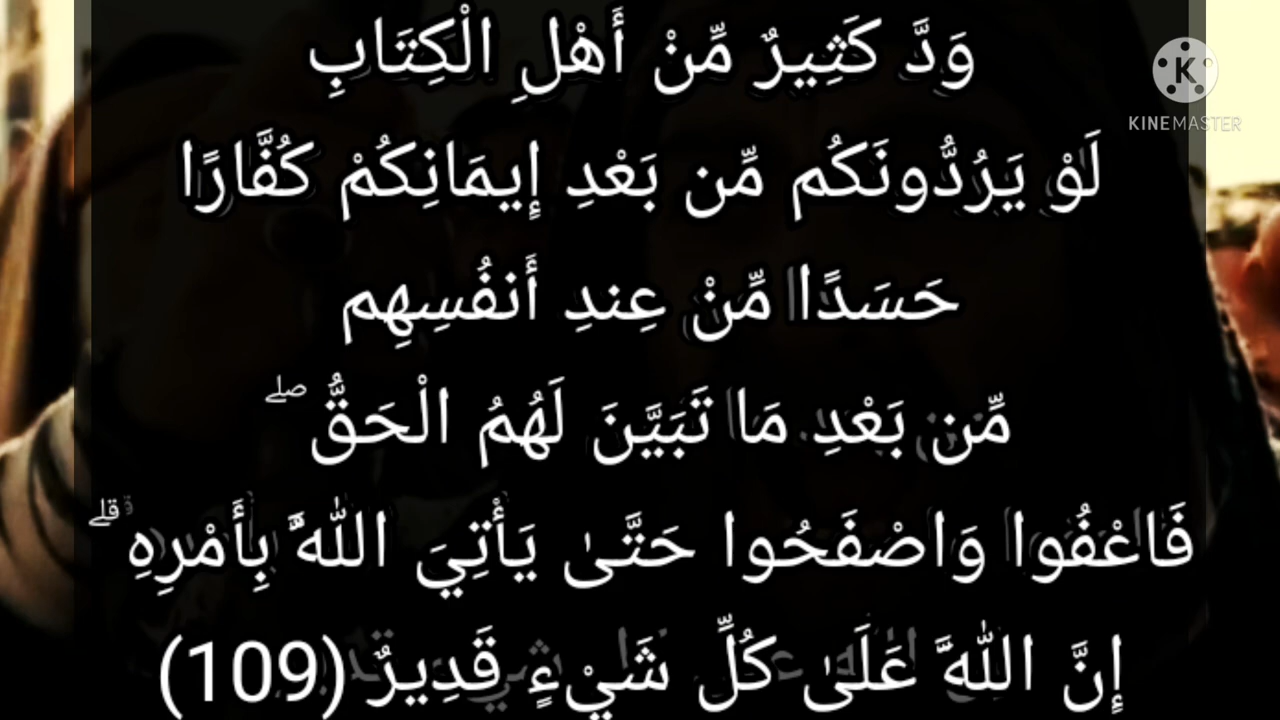 وَدَّ كَثِيرٌ مِّنْ أَهْلِ الْكِتَابِ
KINEMASTER
لَوْ يَرُدُّونَكُم مِّن بَعْدِ إِيمَانِكُمْ كُفَّارًا
حَسَدًا مِّنْ عِندِ أَنفُسِهِم
مِّن بَعْدِ مَا تَبَيَّنَ لَهُمُ الْحَقُّ ۖ
فَاعْفُوا وَاصْفَحُوا حَتَّىٰ يَأْتِيَ اللَّهُ بِأَمْرِهِ ۗ
إِنَّ اللَّهَ عَلَىٰ كُلِّ شَيْءٍ قَدِيرٌ (109)